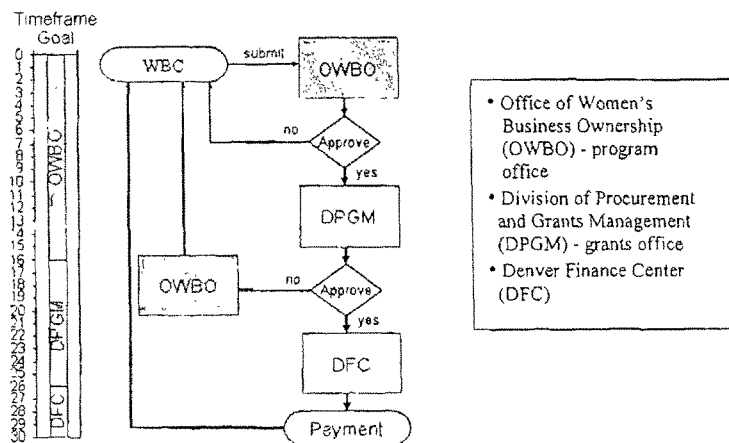 Timeframe
Goal
0
1
2
3
4
5
6
7
8
9
10
11
12
13
14
15
16
17
18
19
20
21
22
23
24
25
26
27
28
29
30
OWBO
DPGM
DFC
WBC
submit
OWBO
no
Approve
yes
DPGM
OWBO
no
Approve
yes
DFC
Payment
• Office of Women's
Business Ownership
(OWBO) - program
office
• Division of Procurement
and Grants Management
(DPGM) - grants office
• Denver Finance Center
(DFC)